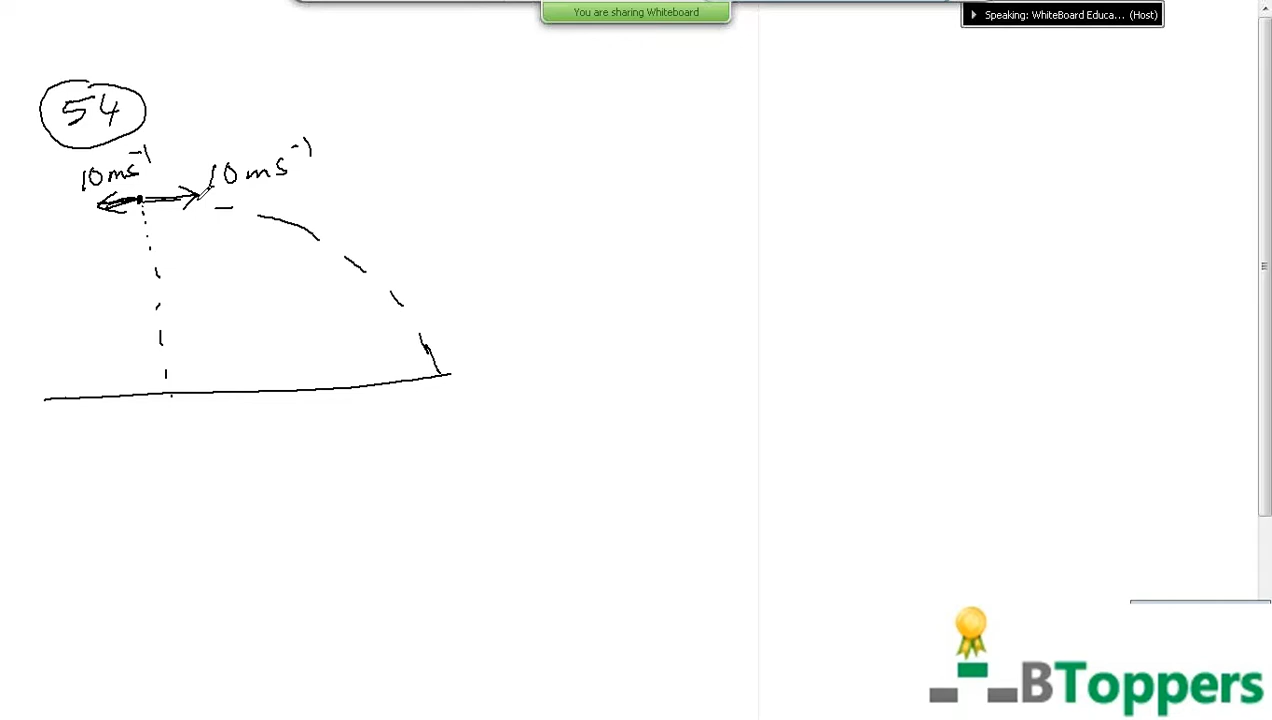 You are sharing Whiteboard
Speaking: WhiteBoard Educa... (Host)
54
10ms⁻¹
10ms⁻¹
BToppers